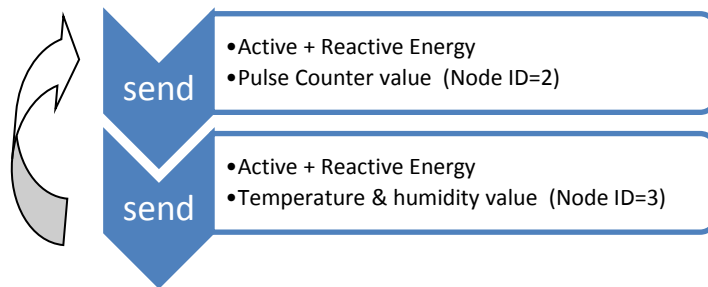 send
•Active + Reactive Energy
•Pulse Counter value  (Node ID=2)
send
•Active + Reactive Energy
•Temperature & humidity value  (Node ID=3)